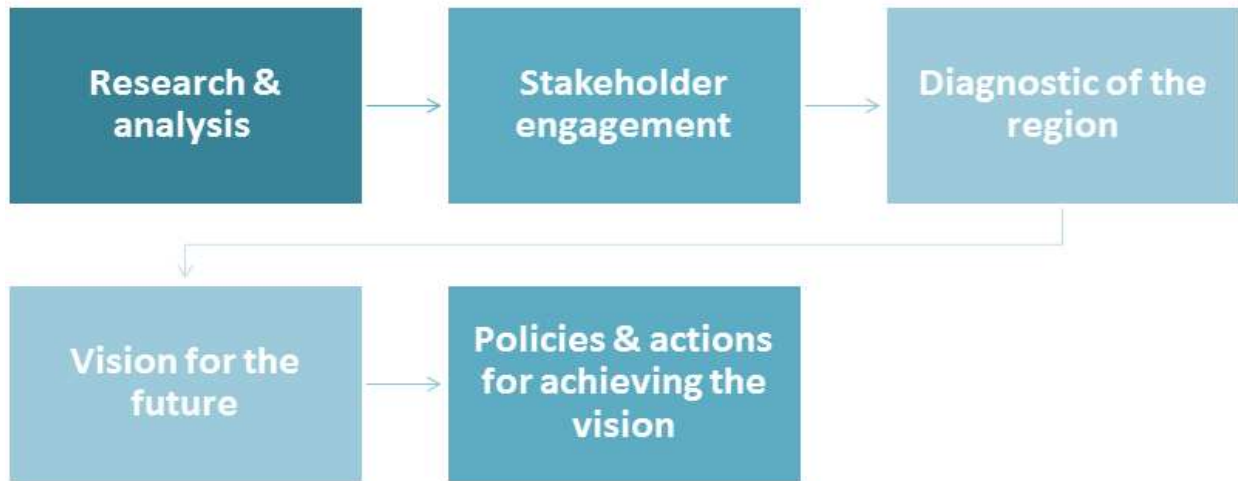 Research &
analysis
Stakeholder
engagement
Diagnostic of the
region
Vision for the
future
Policies & actions
for achieving the
vision